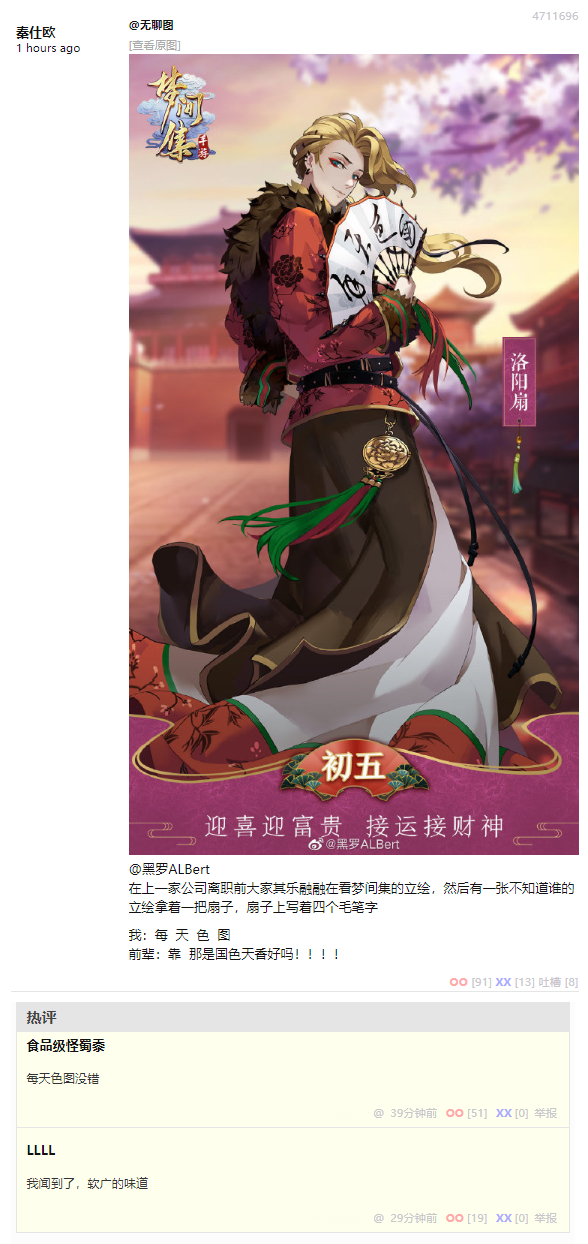 4711696
秦仕欧
1 hours ago
@无聊图
[查看原图]
梦间集
手游
国色天香
洛阳扇
初五
迎喜迎富贵 接运接财神
@黑罗ALBert
@黑罗ALBert
在上一家公司离职前大家其乐融融在看梦间集的立绘，然后有一张不知道谁的
立绘拿着一把扇子，扇子上写着四个毛笔字
我：每 天 色 图
前辈：靠 那是国色天香好吗！！！！
OO [91] XX [13] 吐槽 [8]
热评
食品级怪蜀黍
每天色图没错
@ 39分钟前 OO [51] XX [0] 举报
LLLL
我闻到了，软广的味道
@ 29分钟前 OO [19] XX [0] 举报